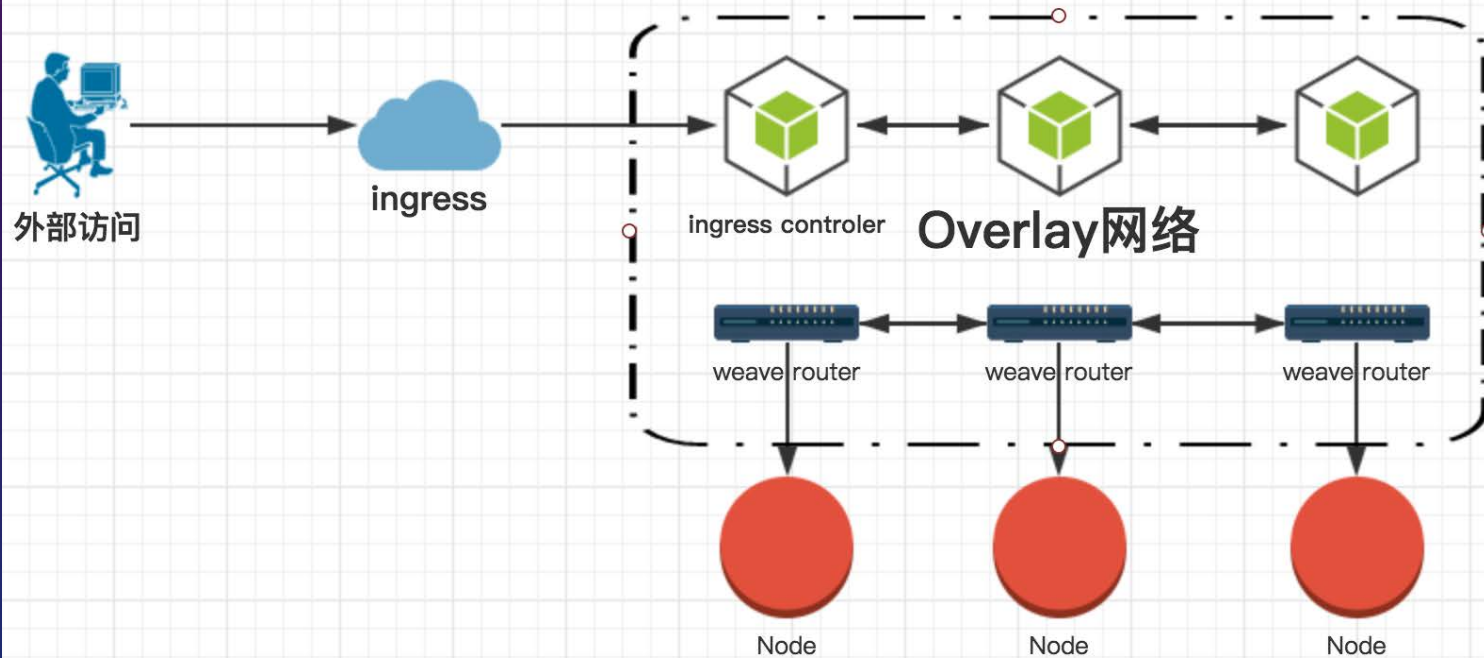 外部访问
ingress
ingress controler
Overlay网络
weave router
weave router
weave router
Node
Node
Node